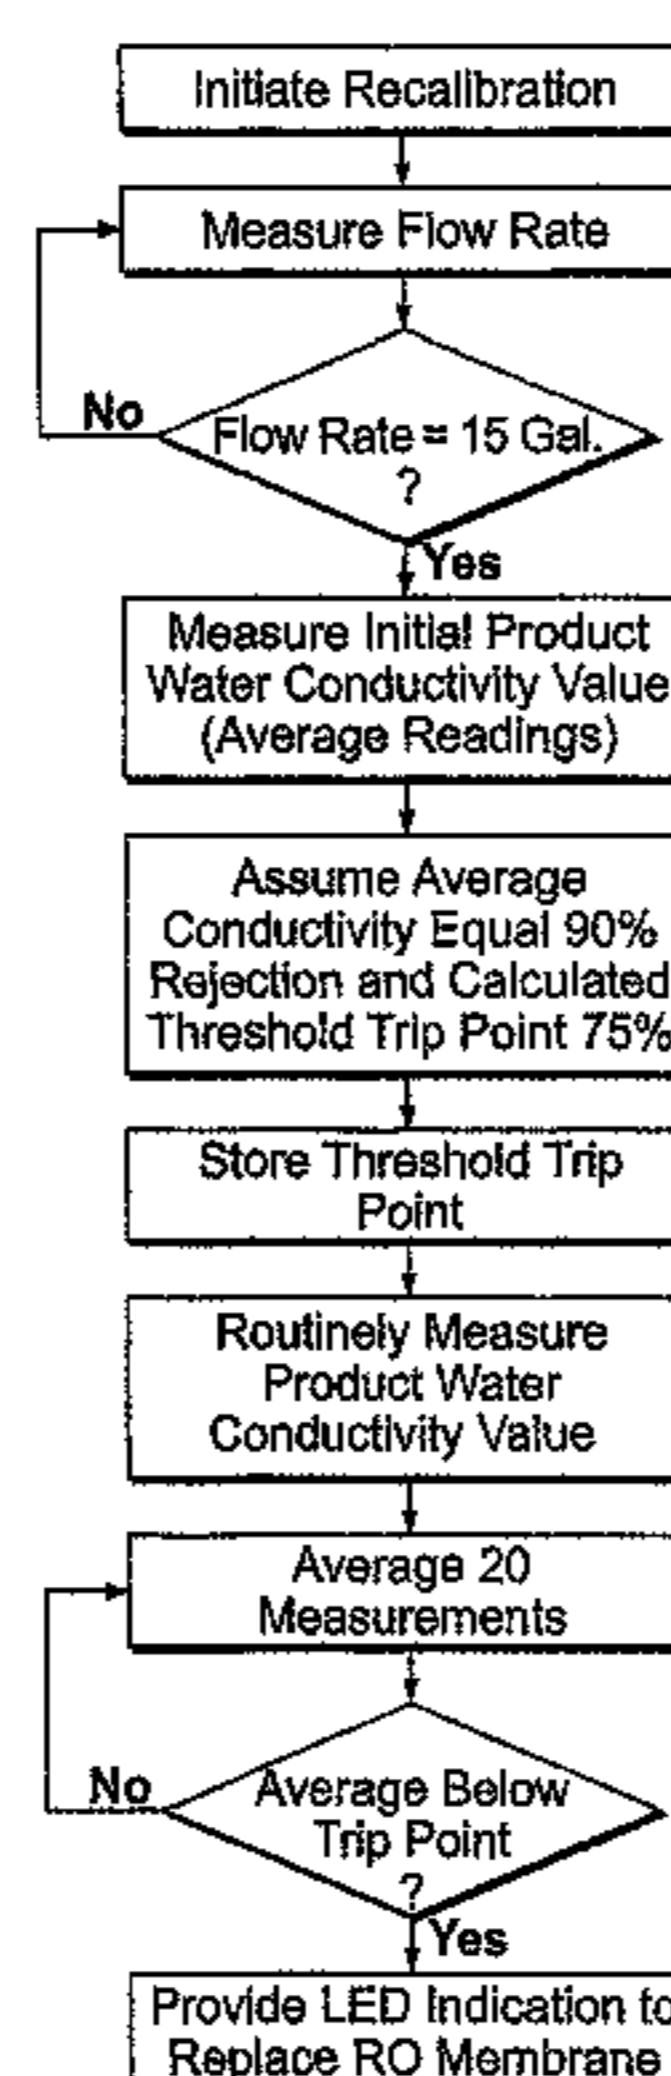 Initiate Recalibration
Measure Flow Rate
No
Flow Rate = 15 Gal.
?
Yes
Measure Initial Product
Water Conductivity Value
(Average Readings)
Assume Average
Conductivity Equal 90%
Rejection and Calculated
Threshold Trip Point 75%
Store Threshold Trip
Point
Routinely Measure
Product Water
Conductivity Value
Average 20
Measurements
No
Average Below
Trip Point
?
Yes
Provide LED Indication to
Replace RO Membrane